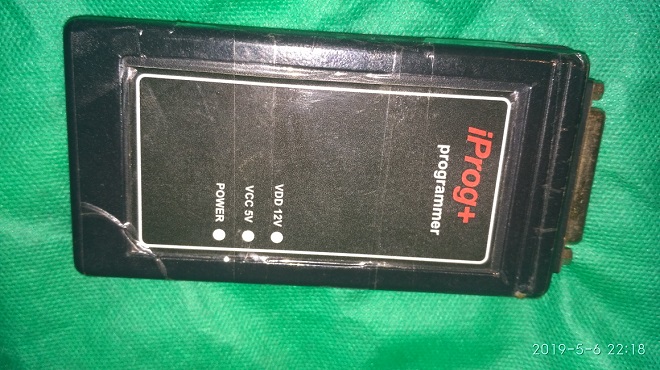 iProg+
programmer
VDD 12V
VCC 5V
POWER
2019-5-6 22:18